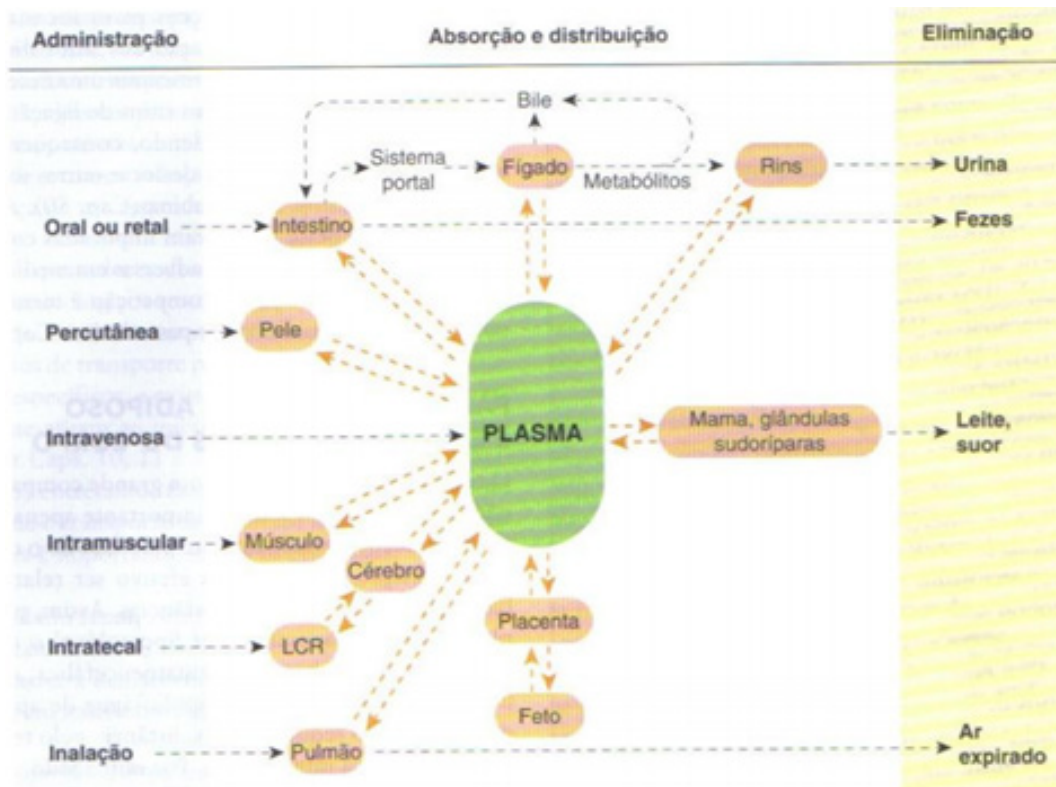 Administração
Absorção e distribuição
Eliminação
Bile
Sistema
portal
Fígado
Metabólitos
Rins
Urina
Oral ou retal
Intestino
Fezes
Percutânea
Pele
ADIPOSO
Intravenosa
PLASMA
Mama, glândulas
sudoríparas
Leite,
suor
Intramuscular
Músculo
Cérebro
Intratecal
LCR
Placenta
Feto
Inalação
Pulmão
Ar
expirado